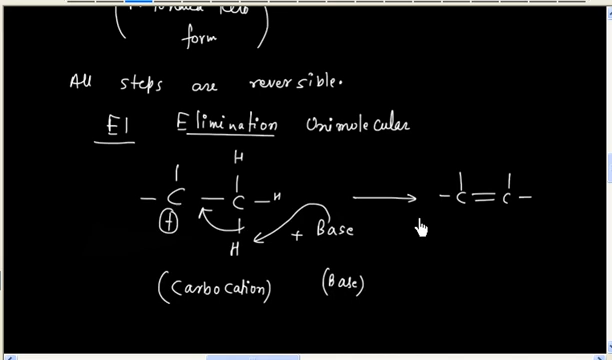 form
All steps are reversible.
E1 Elimination Unimolecular
H
- C - C - H → - C = C -
+ H + Base
(Carbocation) (Base)